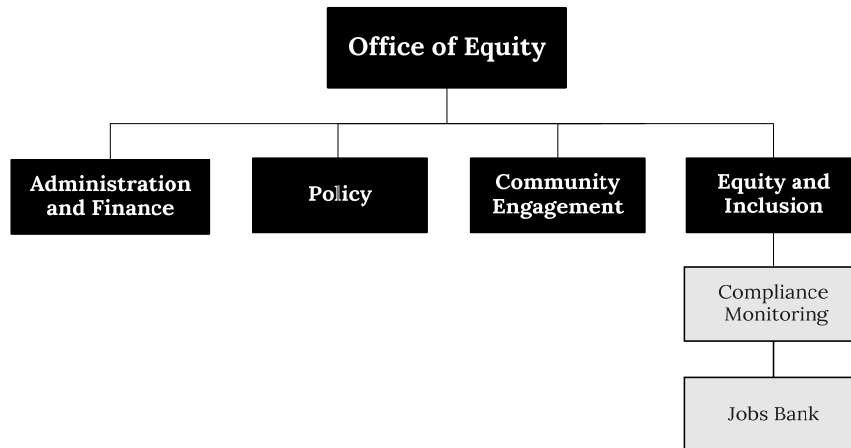 Office of Equity
Administration
and Finance
Policy
Community
Engagement
Equity and
Inclusion
Compliance
Monitoring
Jobs Bank